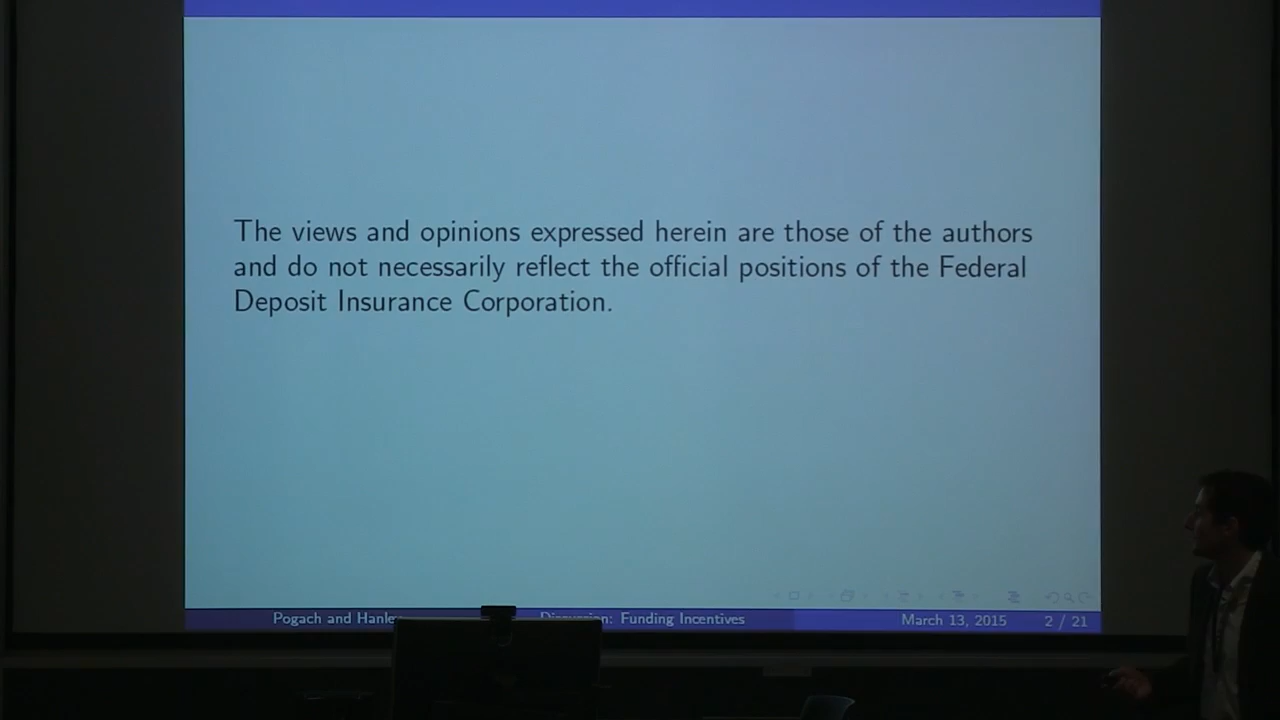 The views and opinions expressed herein are those of the authors
and do not necessarily reflect the official positions of the Federal
Deposit Insurance Corporation.
Pogach and Hanley
Discussion: Funding Incentives
March 13, 2015
2 / 21